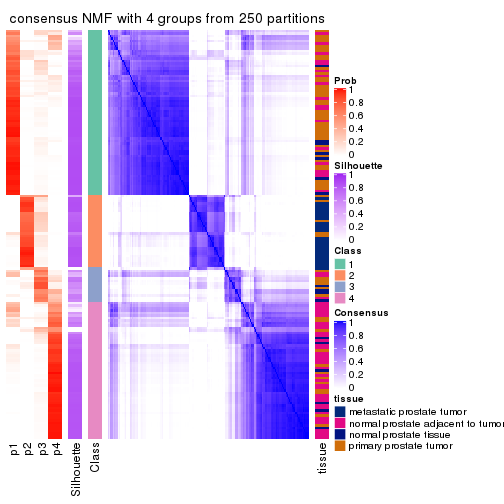 consensus NMF with 4 groups from 250 partitions
Prob
1
0.8
0.6
0.4
0.2
0
Silhouette
1
0.8
0.6
0.4
0.2
0
Class
1
2
3
4
Consensus
1
0.8
0.6
0.4
0.2
0
tissue
metastatic prostate tumor
normal prostate adjacent to tumor
normal prostate tissue
primary prostate tumor
p1
p2
p3
p4
Silhouette
Class
tissue